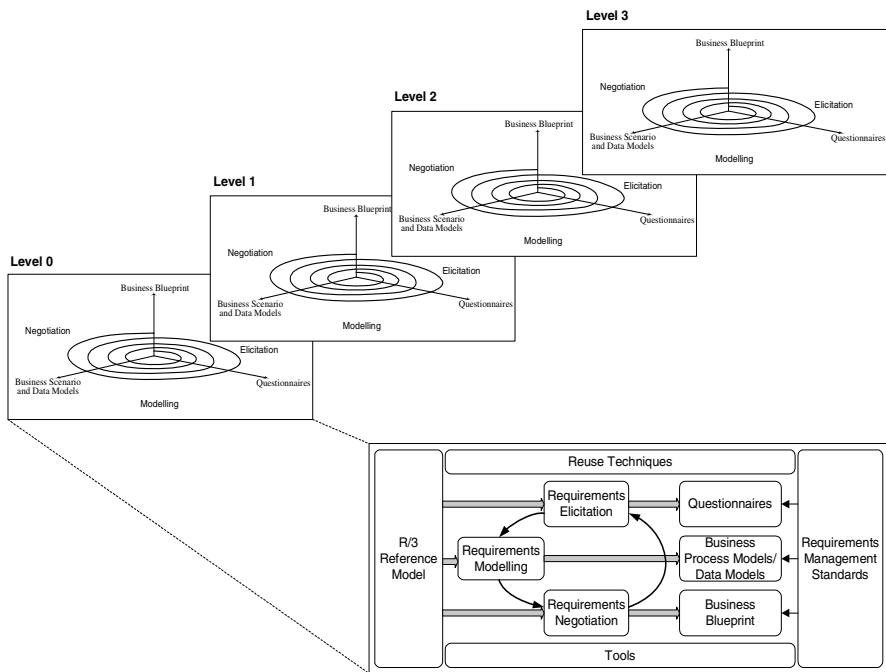 Level 3
Business Blueprint
Negotiation
Elicitation
Business Scenario
and Data Models
Questionnaires
Modelling
Level 2
Business Blueprint
Negotiation
Elicitation
Business Scenario
and Data Models
Questionnaires
Modelling
Level 1
Business Blueprint
Negotiation
Elicitation
Business Scenario
and Data Models
Questionnaires
Modelling
Level 0
Business Blueprint
Negotiation
Elicitation
Business Scenario
and Data Models
Questionnaires
Modelling
Reuse Techniques
R/3
Reference
Model
Requirements
Elicitation
Questionnaires
Requirements
Modelling
Business
Process Models/
Data Models
Requirements
Management
Standards
Requirements
Negotiation
Business
Blueprint
Tools